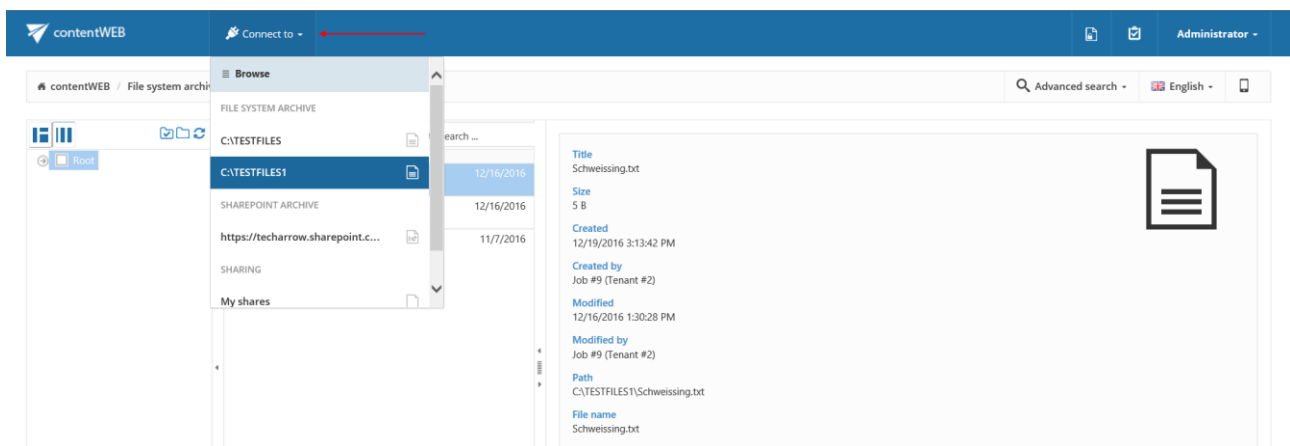 contentWEB
Connect to
Administrator
contentWEB / File system archiv
Advanced search
English
Browse
FILE SYSTEM ARCHIVE
C:\TESTFILES
C:\TESTFILES1
SHAREPOINT ARCHIVE
https://techarrow.sharepoint.c...
SHARING
My shares
Root
earch ...
12/16/2016
12/16/2016
11/7/2016
Title
Schweissing.txt
Size
5 B
Created
12/19/2016 3:13:42 PM
Created by
Job #9 (Tenant #2)
Modified
12/16/2016 1:30:28 PM
Modified by
Job #9 (Tenant #2)
Path
C:\TESTFILES1\Schweissing.txt
File name
Schweissing.txt